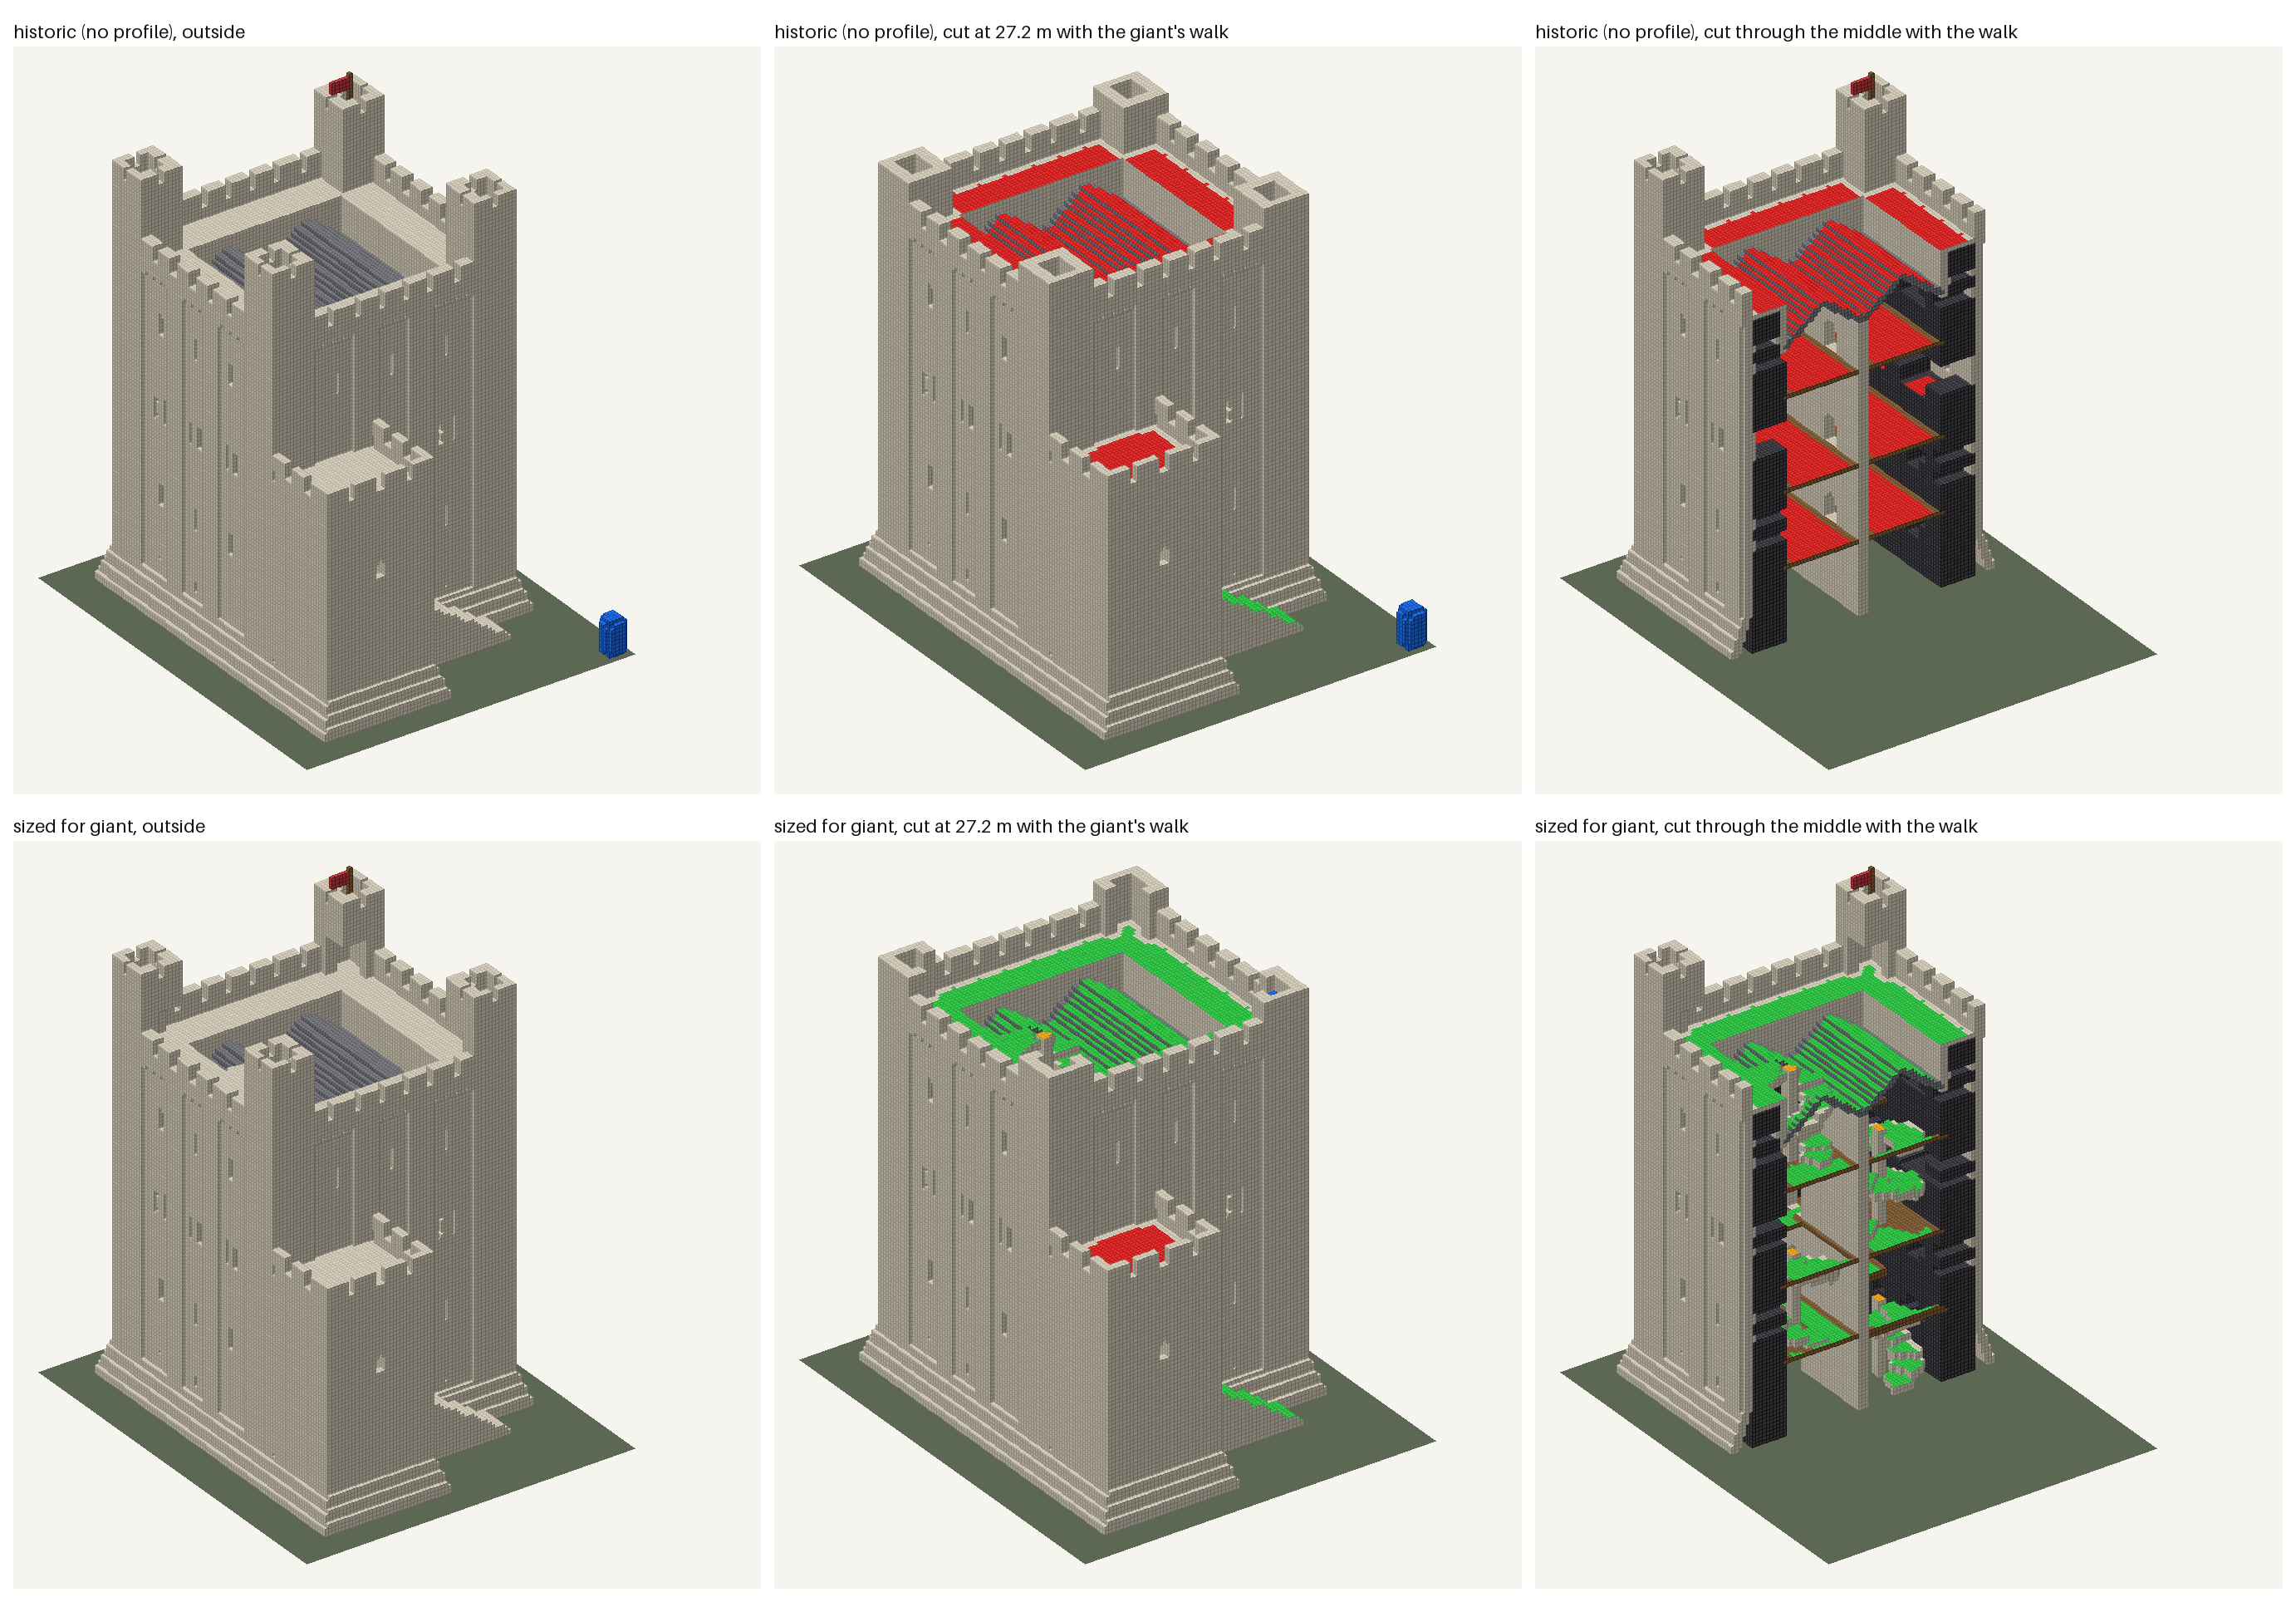 historic (no profile), outside
historic (no profile), cut at 27.2 m with the giant's walk
historic (no profile), cut through the middle with the walk
sized for giant, outside
sized for giant, cut at 27.2 m with the giant's walk
sized for giant, cut through the middle with the walk